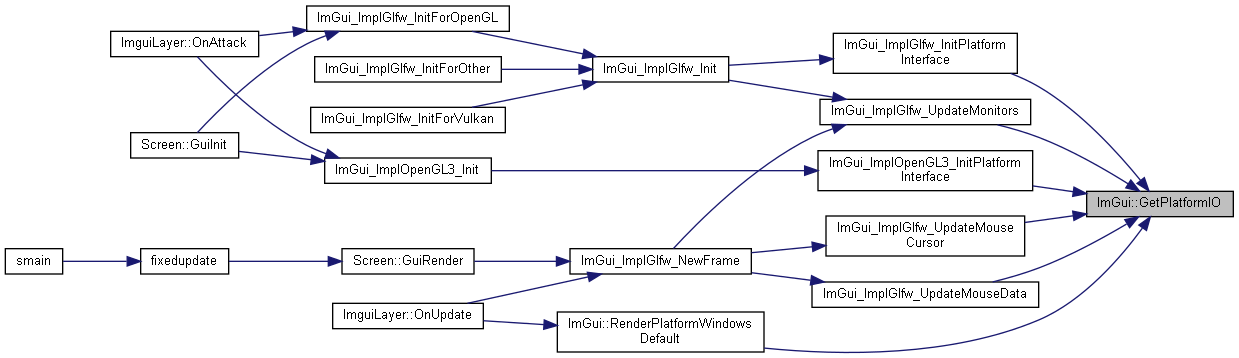 ImGui_ImplGlfw_InitForOpenGL
ImguiLayer::OnAttack
ImGui_ImplGlfw_InitPlatform
Interface
ImGui_ImplGlfw_InitForOther
ImGui_ImplGlfw_Init
ImGui_ImplGlfw_InitForVulkan
ImGui_ImplGlfw_UpdateMonitors
Screen::GuiInit
ImGui_ImplOpenGL3_Init
ImGui_ImplOpenGL3_InitPlatform
Interface
ImGui::GetPlatformIO
ImGui_ImplGlfw_UpdateMouse
Cursor
smain
fixedupdate
Screen::GuiRender
ImGui_ImplGlfw_NewFrame
ImGui_ImplGlfw_UpdateMouseData
ImguiLayer::OnUpdate
ImGui::RenderPlatformWindows
Default